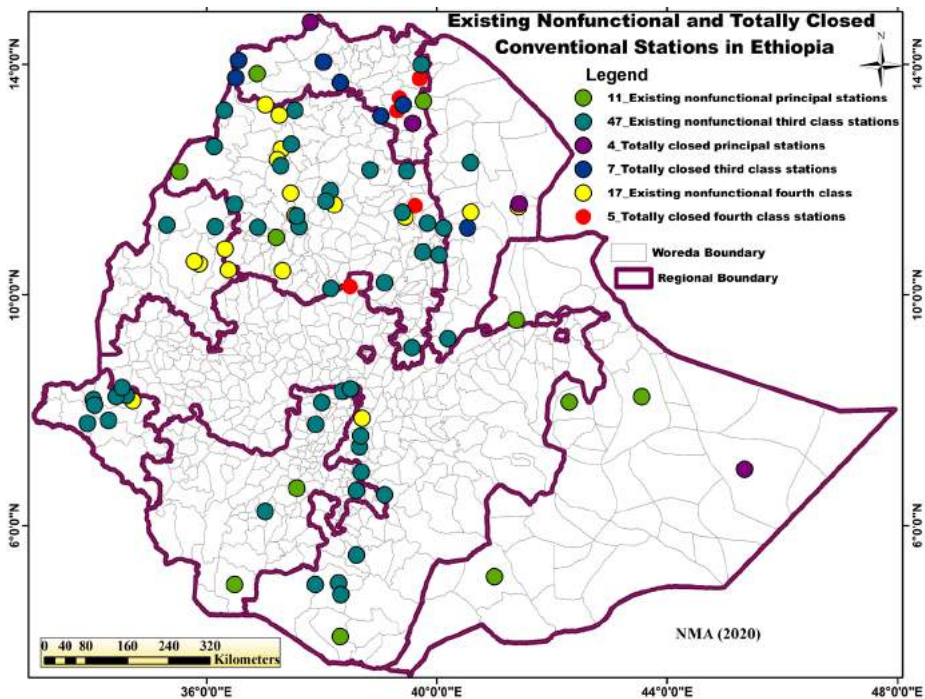 Existing Nonfunctional and Totally Closed
Conventional Stations in Ethiopia
N
Legend
11_Existing nonfunctional principal stations
47_Existing nonfunctional third class stations
4_Totally closed principal stations
7_Totally closed third class stations
17_Existing nonfunctional fourth class
5_Totally closed fourth class stations
Woreda Boundary
Regional Boundary
14°0'0"N
14°0'0"N
10°0'0"N
10°0'0"N
6°0'0"N
6°0'0"N
NMA (2020)
0 40 80 160 240 320
Kilometers
36°0'0"E
40°0'0"E
44°0'0"E
48°0'0"E